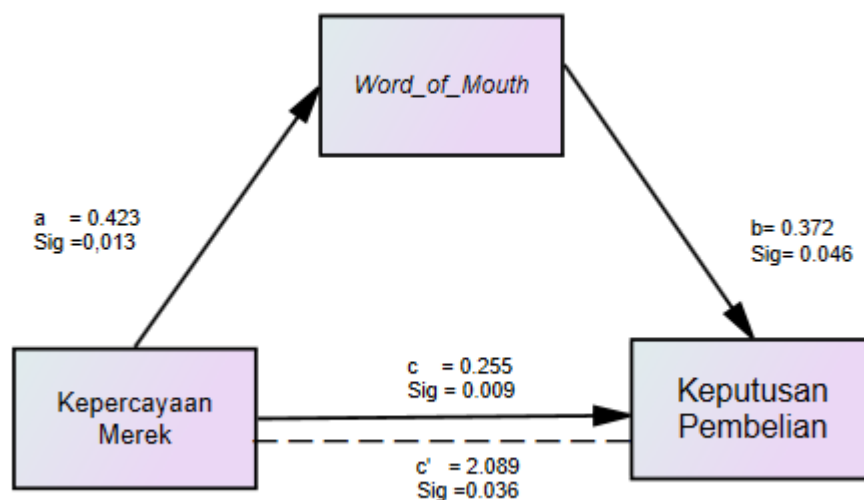 Word_of_Mouth
a = 0.423
Sig =0,013
b= 0.372
Sig= 0.046
Kepercayaan
Merek
c = 0.255
Sig = 0.009
Keputusan
Pembelian
c' = 2.089
Sig =0.036